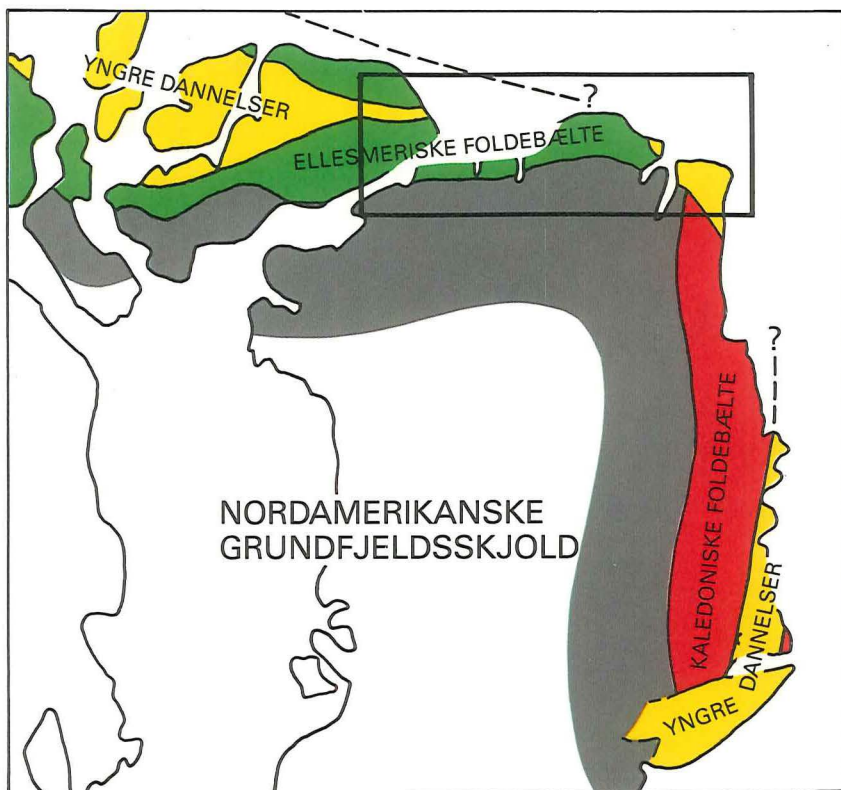 YNGRE DANNELSER
?
ELLESMERISKE FOLDEBÆLTE
?
KALEDONISKE FOLDEBÆLTE
NORDAMERIKANSKE
GRUNDFJELDSSKJOLD
YNGRE DANNELSER